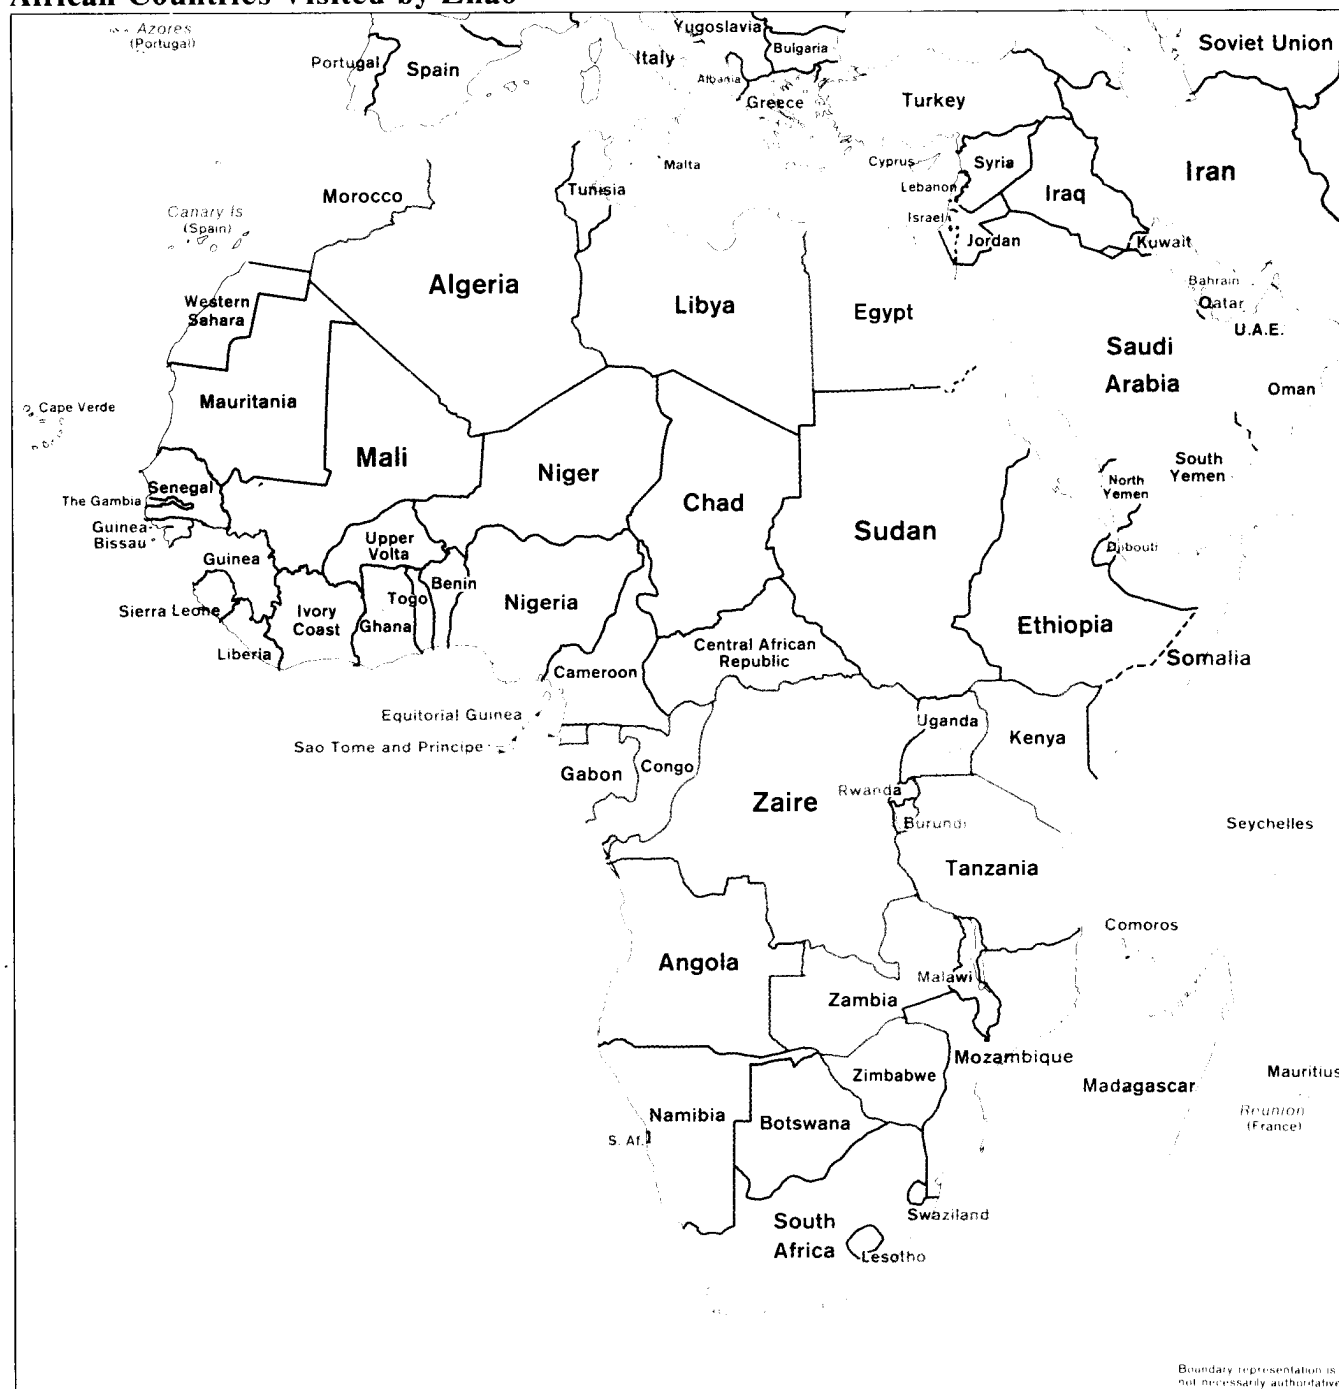 African Countries Visited by Zhao
Azores
(Portugal)
Portugal
Spain
Italy
Yugoslavia
Bulgaria
Albania
Greece
Turkey
Soviet Union
Malta
Cyprus
Syria
Lebanon
Israel
Jordan
Iraq
Iran
Kuwait
Tunisia
Morocco
Canary Is
(Spain)
Algeria
Libya
Egypt
Bahrain
Qatar
U.A.E.
Saudi
Arabia
Oman
Western
Sahara
Mauritania
Cape Verde
Mali
Niger
Chad
Sudan
North
Yemen
South
Yemen
Senegal
The Gambia
Guinea-
Bissau
Guinea
Upper
Volta
Djibouti
Benin
Togo
Sierra Leone
Ivory
Coast
Ghana
Nigeria
Ethiopia
Liberia
Central African
Republic
Somalia
Cameroon
Equitorial Guinea
Sao Tome and Principe
Uganda
Kenya
Gabon
Congo
Zaire
Rwanda
Burundi
Seychelles
Tanzania
Comoros
Angola
Malawi
Zambia
Mozambique
Zimbabwe
Madagascar
Mauritius
Reunion
(France)
Namibia
Botswana
S. Af.
Swaziland
South
Africa
Lesotho
Boundary representation is
not necessarily authoritative